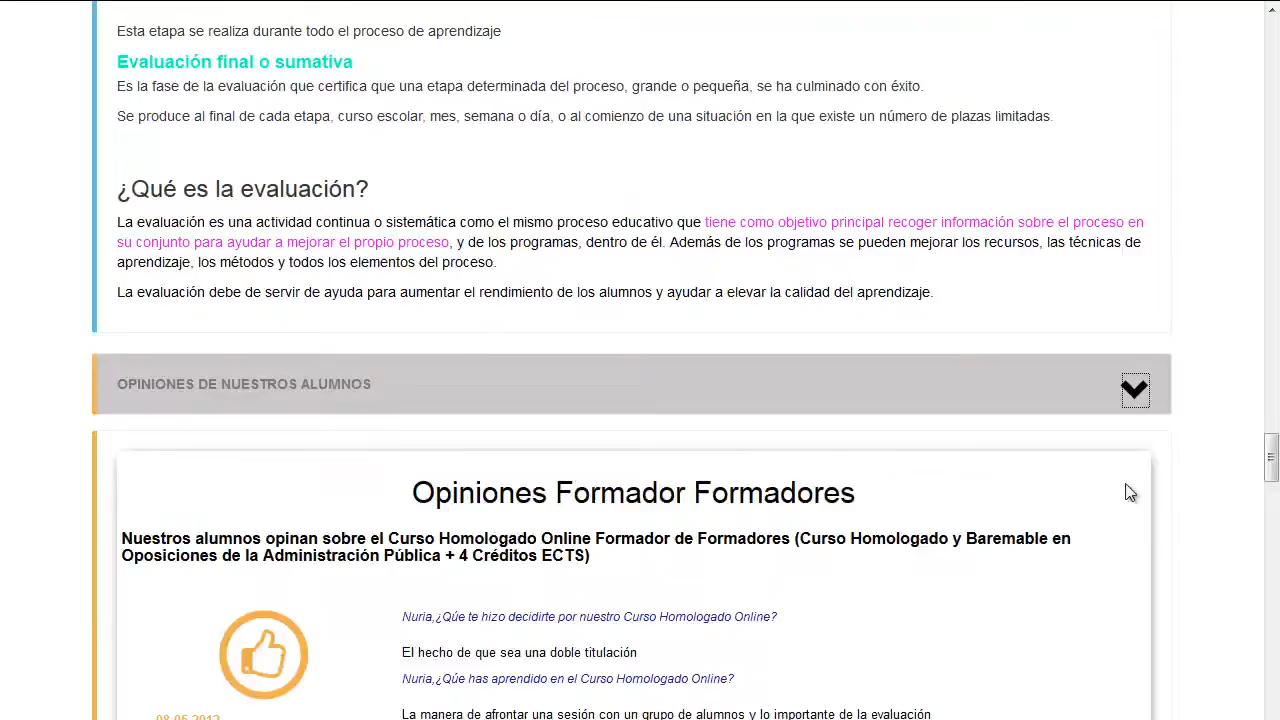 Esta etapa se realiza durante todo el proceso de aprendizaje
Evaluación final o sumativa
Es la fase de la evaluación que certifica que una etapa determinada del proceso, grande o pequeña, se ha culminado con éxito.
Se produce al final de cada etapa, curso escolar, mes, semana o día, o al comienzo de una situación en la que existe un número de plazas limitadas.
¿Qué es la evaluación?
La evaluación es una actividad continua o sistemática como el mismo proceso educativo que tiene como objetivo principal recoger información sobre el proceso en
su conjunto para ayudar a mejorar el propio proceso, y de los programas, dentro de él. Además de los programas se pueden mejorar los recursos, las técnicas de
aprendizaje, los métodos y todos los elementos del proceso.
La evaluación debe de servir de ayuda para aumentar el rendimiento de los alumnos y ayudar a elevar la calidad del aprendizaje.
OPINIONES DE NUESTROS ALUMNOS
Opiniones Formador Formadores
Nuestros alumnos opinan sobre el Curso Homologado Online Formador de Formadores (Curso Homologado y Baremable en
Oposiciones de la Administración Pública + 4 Créditos ECTS)
Nuria,¿Qúe te hizo decidirte por nuestro Curso Homologado Online?
El hecho de que sea una doble titulación
Nuria,¿Qúe has aprendido en el Curso Homologado Online?
La manera de afrontar una sesión con un grupo de alumnos y lo importante de la evaluación
08-05-2012